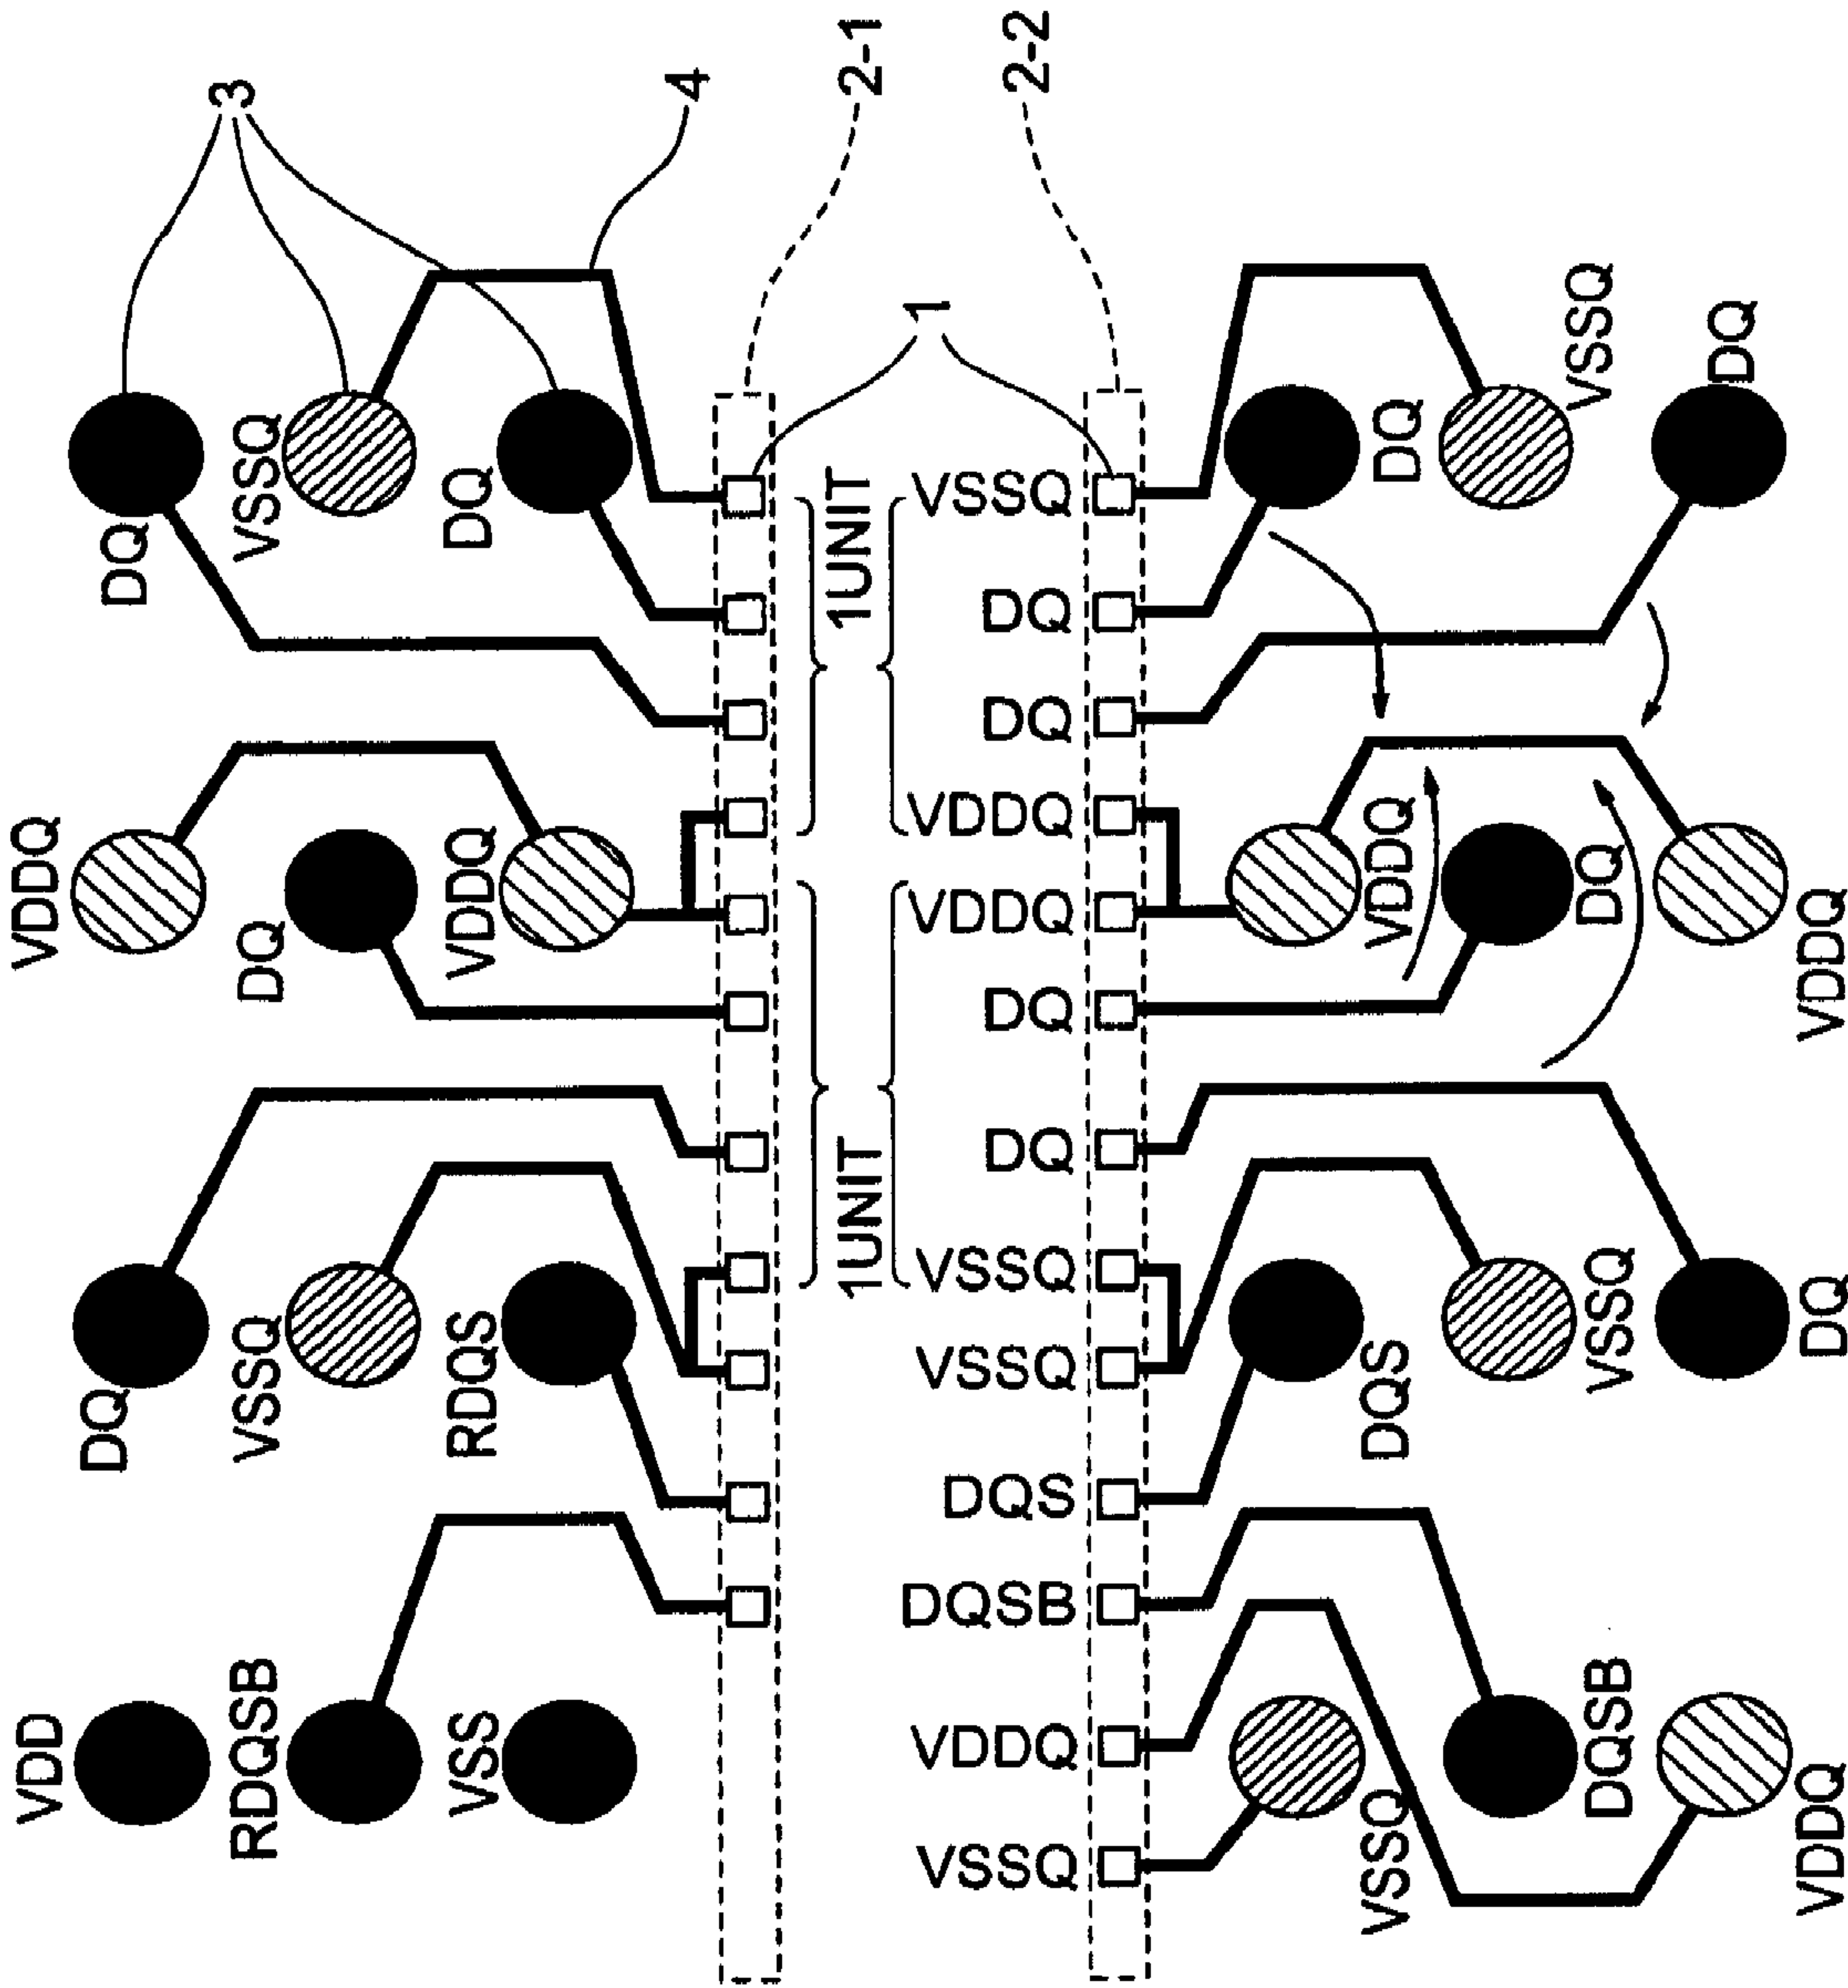 3
4
2-1
2-2
1
DQ
VSSQ
DQ
VDDQ
DQ
VDDQ
DQ
VSSQ
RDQS
VDD
RDQSB
VSS
1UNIT
1UNIT
VSSQ
DQ
DQ
VDDQ
VDDQ
DQ
DQ
VSSQ
VSSQ
DQS
DQSB
VDDQ
VSSQ
DQ
VSSQ
DQ
VDDQ
DQ
VDDQ
DQS
VSSQ
DQ
VSSQ
DQSB
VDDQ